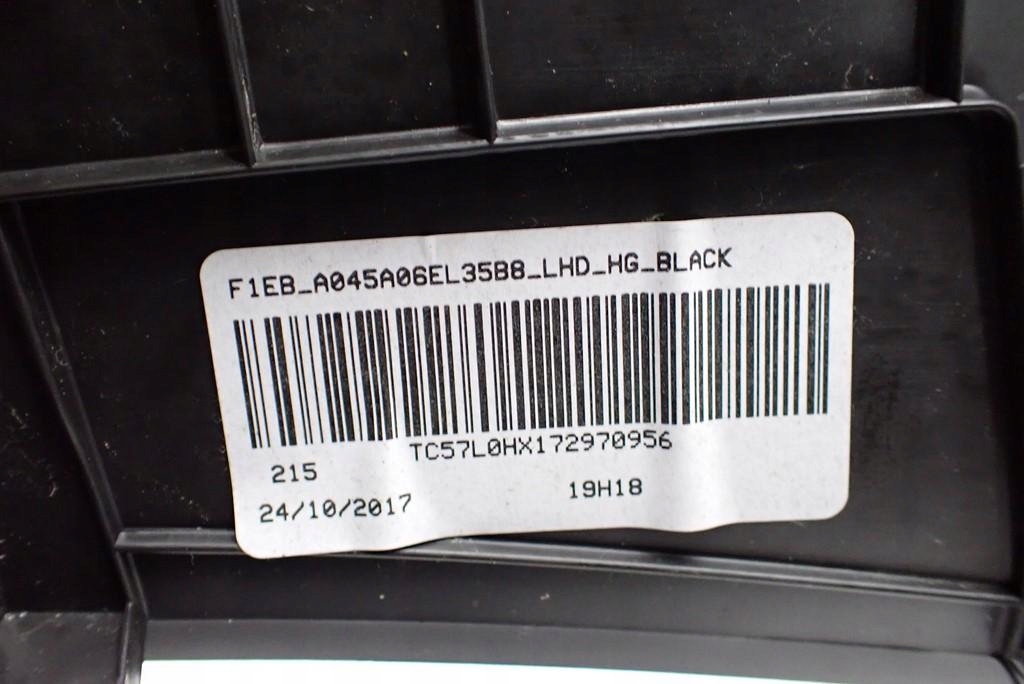 F1EB_A045A06EL35B8_LHD_HG_BLACK
TC57L0HX172970956
215
24/10/2017
19H18